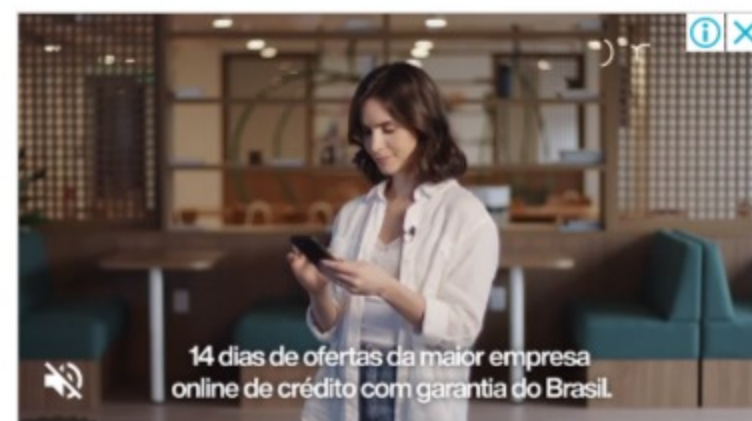 14 dias de ofertas da maior empresa
online de crédito com garantia do Brasil.